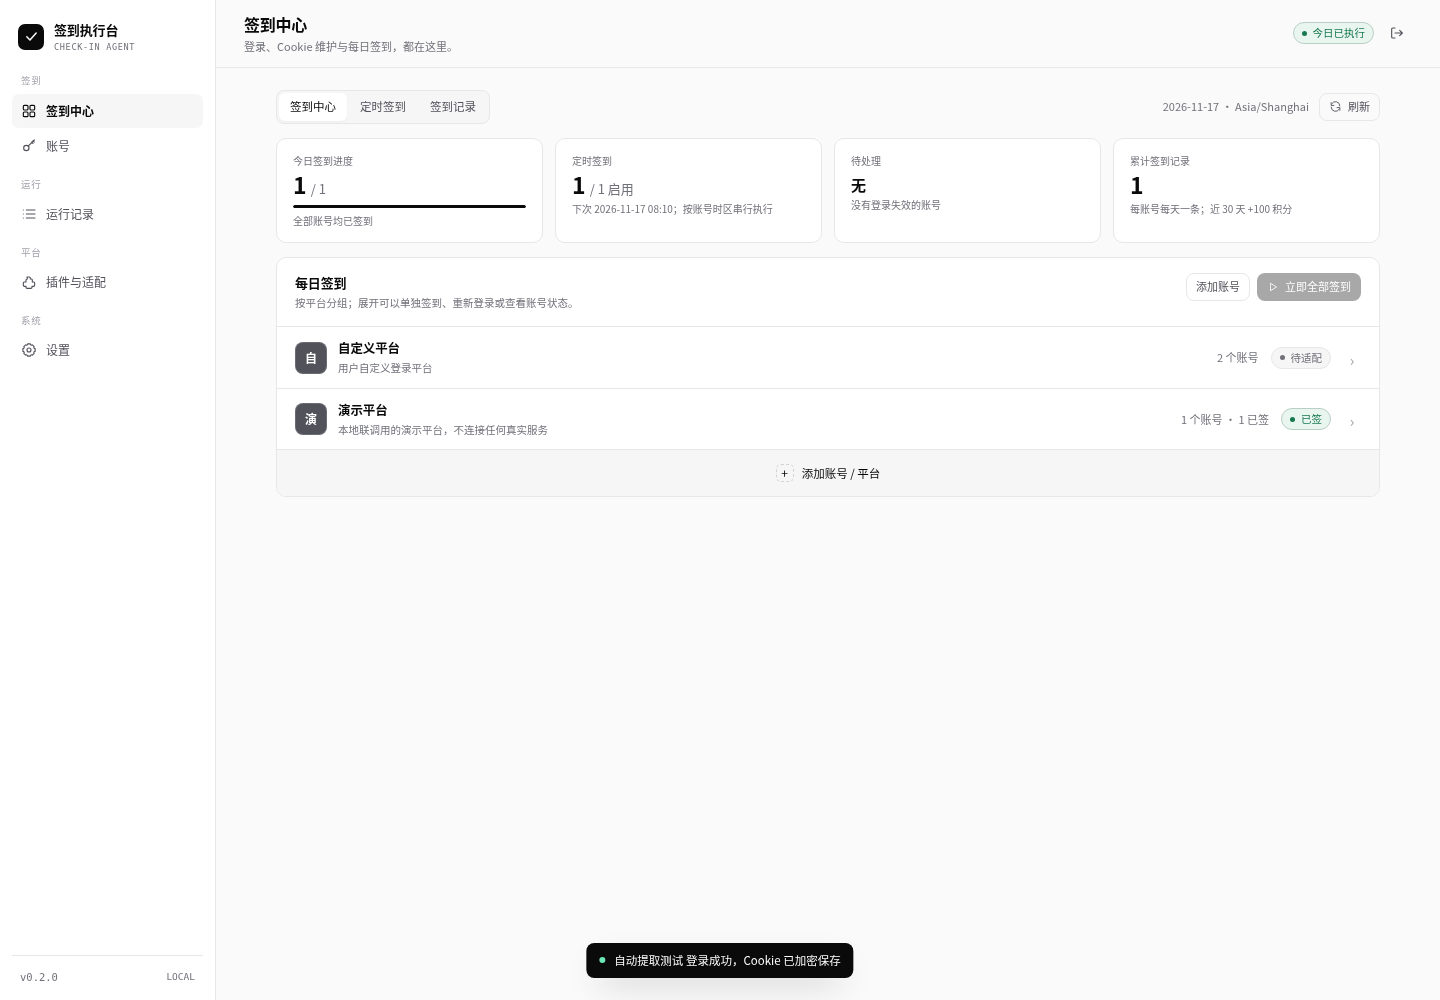 签到执行台
CHECK-IN AGENT
签到
签到中心
账号
运行
运行记录
平台
插件与适配
系统
设置
v0.2.0
LOCAL
签到中心
登录、Cookie 维护与每日签到，都在这里。
今日已执行
签到中心
定时签到
签到记录
2026-11-17 · Asia/Shanghai
刷新
今日签到进度
1 / 1
全部账号均已签到
定时签到
1 / 1 启用
下次 2026-11-17 08:10；按账号时区串行执行
待处理
无
没有登录失效的账号
累计签到记录
1
每账号每天一条；近 30 天 +100 积分
每日签到
按平台分组；展开可以单独签到、重新登录或查看账号状态。
添加账号
立即全部签到
自
自定义平台
用户自定义登录平台
2 个账号
待适配
演
演示平台
本地联调用的演示平台，不连接任何真实服务
1 个账号 · 1 已签
已签
+ 添加账号 / 平台
自动提取测试 登录成功，Cookie 已加密保存